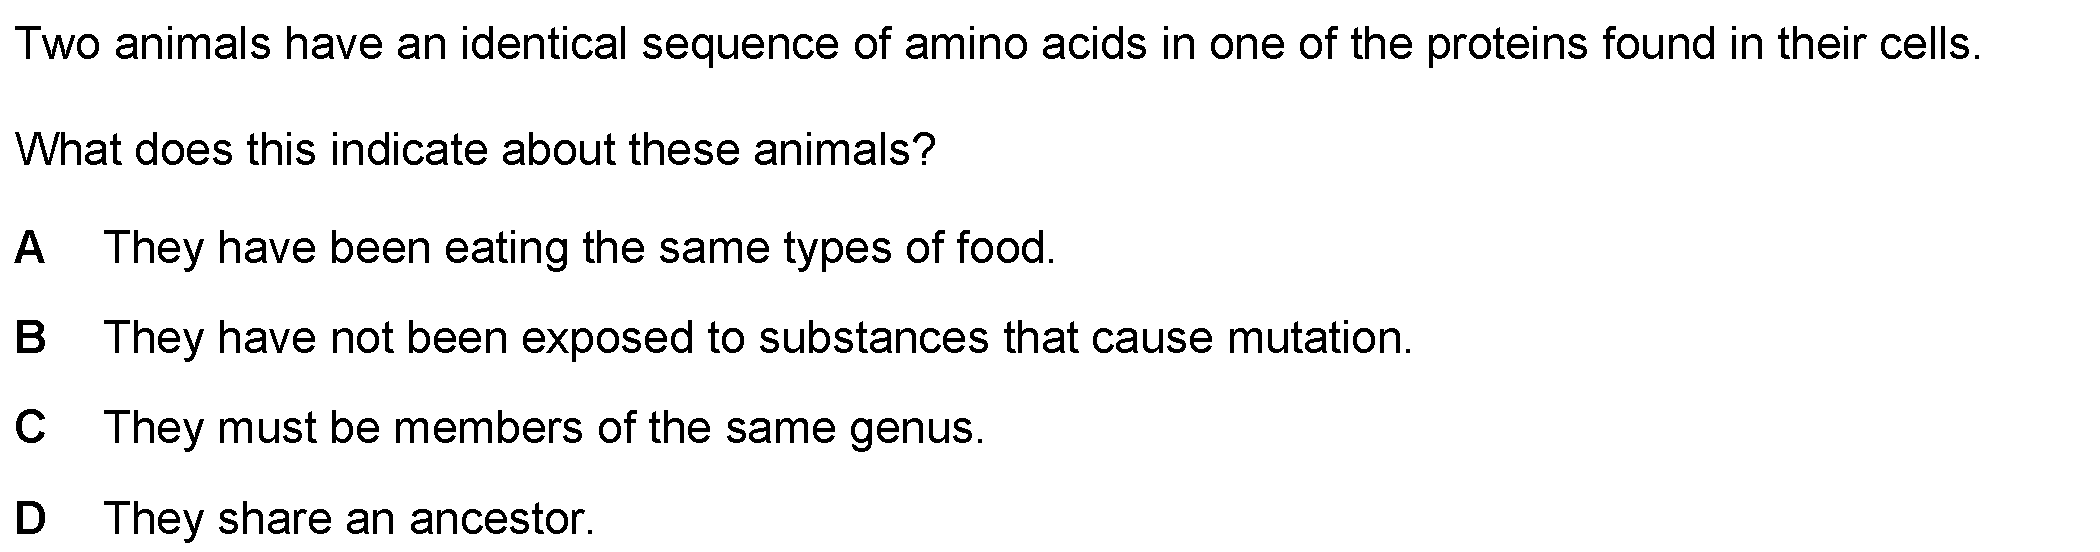 Two animals have an identical sequence of amino acids in one of the proteins found in their cells.
What does this indicate about these animals?
A They have been eating the same types of food.
B They have not been exposed to substances that cause mutation.
C They must be members of the same genus.
D They share an ancestor.